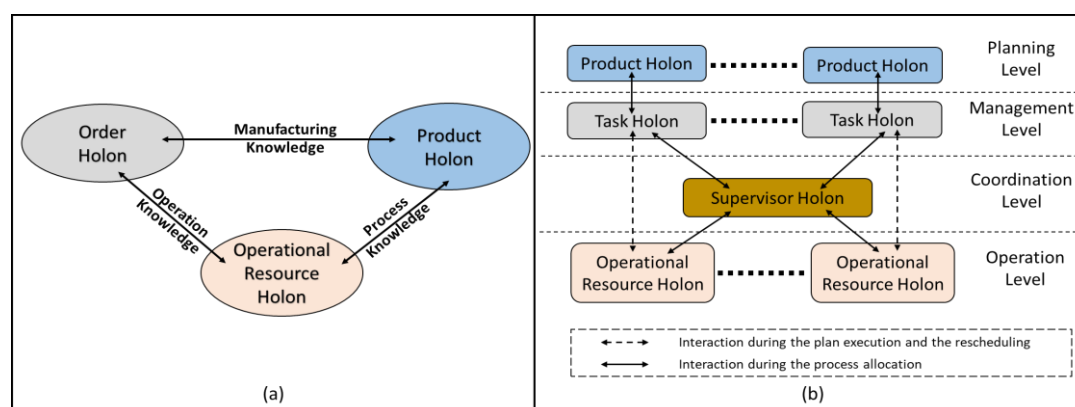 Order
Holon
Manufacturing
Knowledge
Product
Holon
Operation
Knowledge
Process
Knowledge
Operational
Resource
Holon
(a)
Product Holon
Product Holon
Planning
Level
Task Holon
Task Holon
Management
Level
Supervisor Holon
Coordination
Level
Operational
Resource Holon
Operational
Resource Holon
Operation
Level
Interaction during the plan execution and the rescheduling
Interaction during the process allocation
(b)